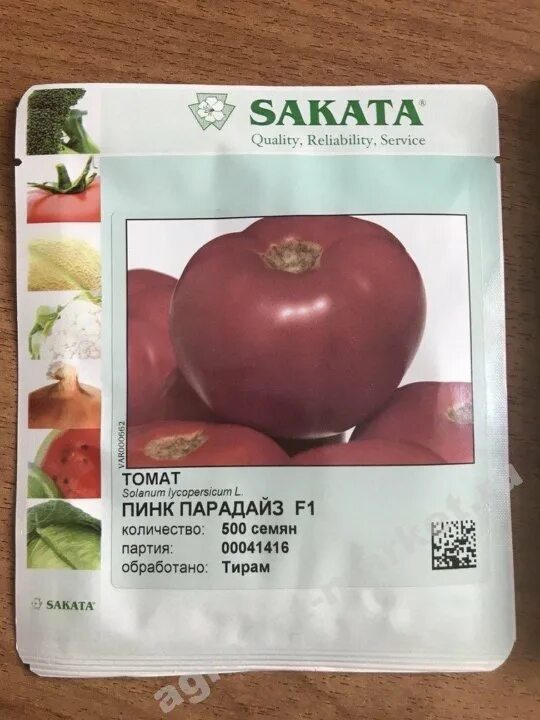 SAKATA®
Quality, Reliability, Service
VAR000662
ТОМАТ
Solanum lycopersicum L.
ПИНК ПАРАДАЙЗ F1
количество: 500 семян
партия: 00041416
обработано: Тирам
SAKATA